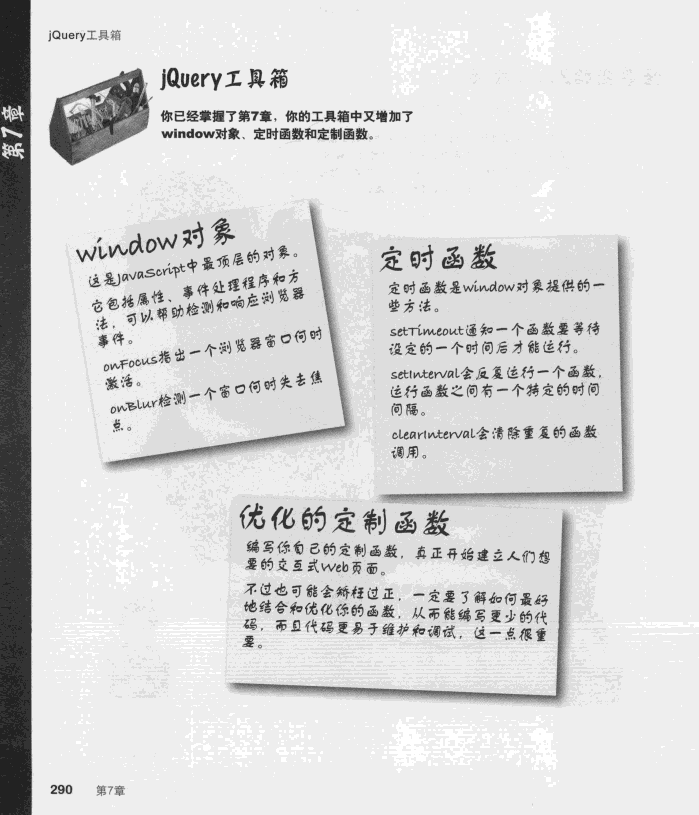 jQuery工具箱
第7章
jQuery工具箱
你已经掌握了第7章，你的工具箱中又增加了
window对象、定时函数和定制函数。
window对象
这是JavaScript中最顶层的对象。
它包括属性、事件处理程序和方
法，可以帮助检测和响应浏览器
事件。
onFocus指出一个浏览器窗口何时
激活。
onBlur检测一个窗口何时失去焦
点。
定时函数
定时函数是window对象提供的一
些方法。
setTimeout通知一个函数要等待
设定的一个时间后才能运行。
setInterval会反复运行一个函数，
运行函数之间有一个特定的时间
间隔。
clearInterval会清除重复的函数
调用。
优化的定制函数
编写你自己的定制函数，真正开始建立人们想
要的交互式Web页面。
不过也可能会矫枉过正，一定要了解如何最好
地结合和优化你的函数，从而能编写更少的代
码，而且代码更易于维护和调试，这一点很重
要。
290 第7章